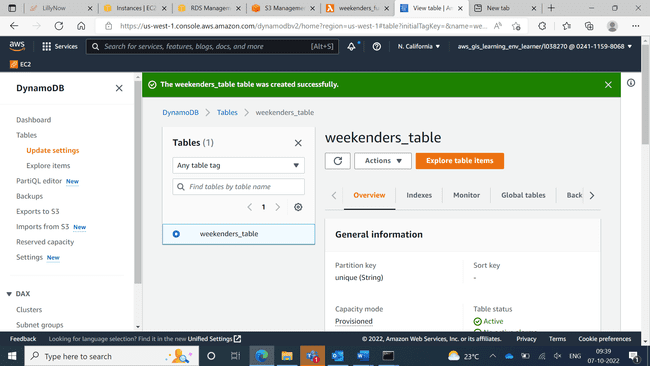 LillyNow
Instances | EC2
RDS Manageme
S3 Managemen
weekenders_fu
View table | Am
New tab
https://us-west-1.console.aws.amazon.com/dynamodbv2/home?region=us-west-1#table?initialTagKey=&name=we...
aws
Services
Search for services, features, blogs, docs, and more
[Alt+S]
N. California
aws_gis_learning_env_learner/l038270 @ 0241-1159-8068
EC2
DynamoDB
Dashboard
Tables
Update settings
Explore items
PartiQL editor New
Backups
Exports to S3
Imports from S3 New
Reserved capacity
Settings New
DAX
Clusters
Subnet groups
The weekenders_table table was created successfully.
DynamoDB
Tables
weekenders_table
Tables (1)
Any table tag
Find tables by table name
1
weekenders_table
weekenders_table
Actions
Explore table items
Overview
Indexes
Monitor
Global tables
Back
General information
Partition key
unique (String)
Sort key
-
Capacity mode
Provisioned
Table status
Active
Feedback
Looking for language selection? Find it in the new Unified Settings
© 2022, Amazon Web Services, Inc. or its affiliates.
Privacy
Terms
Cookie preferences
Type here to search
23°C
ENG
09:39
07-10-2022